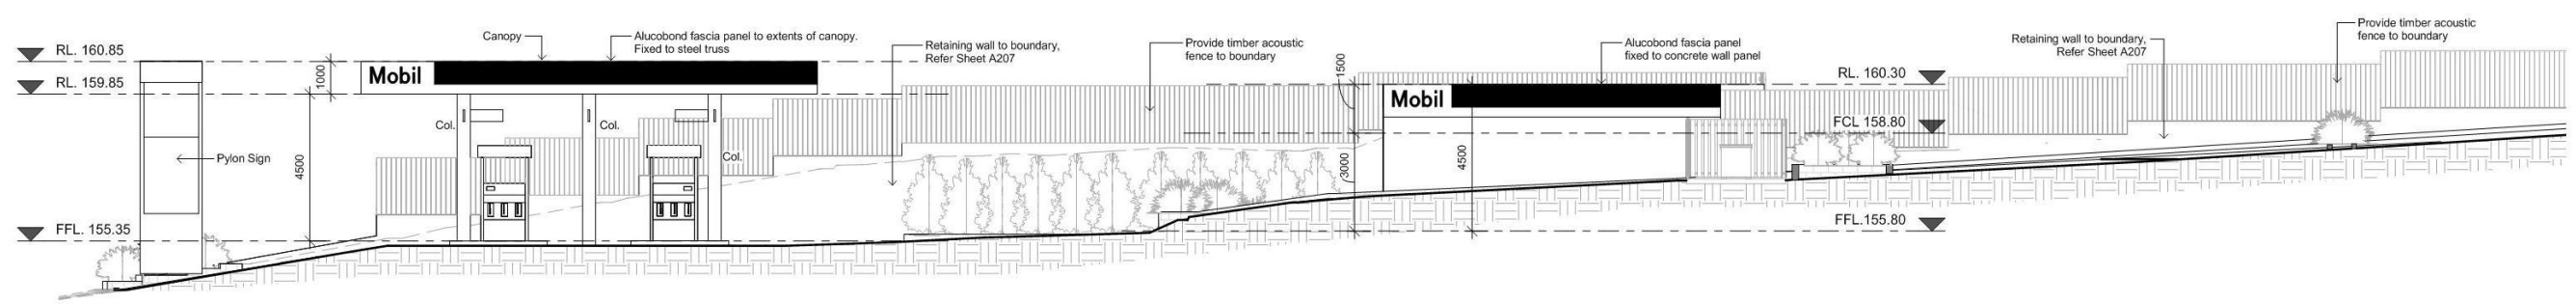 RL. 160.85
RL. 159.85
FFL. 155.35
Pylon Sign
1000
4500
Canopy
Alucobond fascia panel to extents of canopy.
Fixed to steel truss
Mobil
Col.
Col.
Col.
Retaining wall to boundary,
Refer Sheet A207
Provide timber acoustic
fence to boundary
1500
3000
4500
Alucobond fascia panel
fixed to concrete wall panel
Mobil
RL. 160.30
FCL 158.80
FFL.155.80
Retaining wall to boundary,
Refer Sheet A207
Provide timber acoustic
fence to boundary